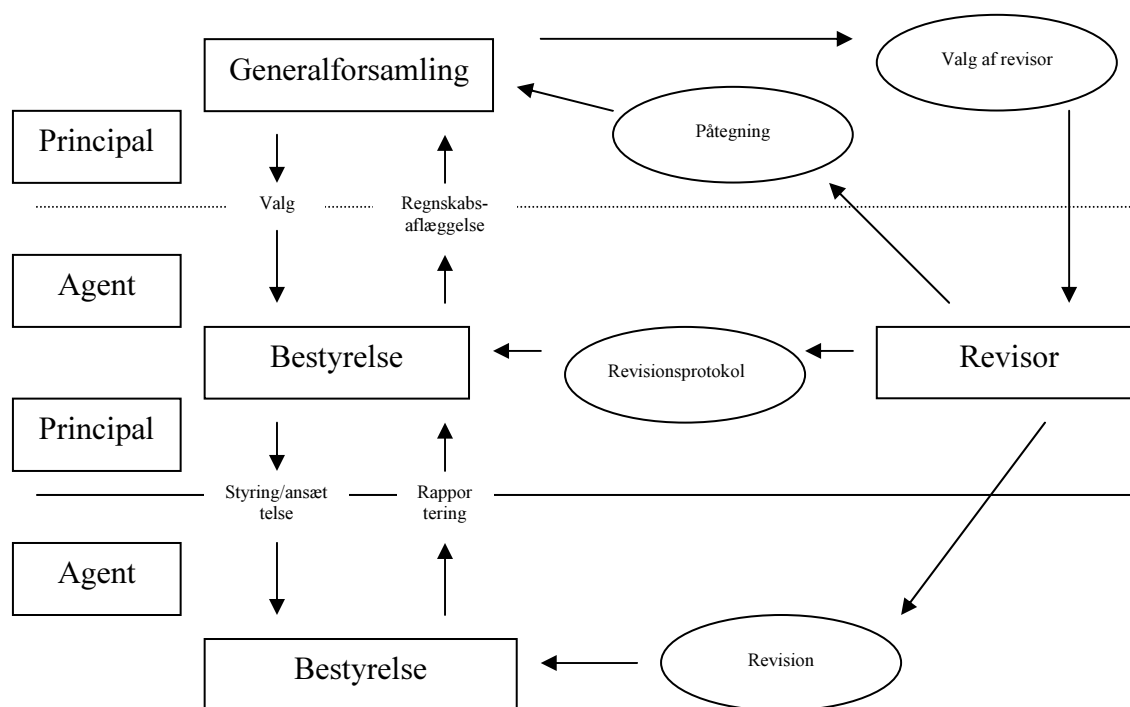 Generalforsamling
Valg af revisor
Påtegning
Principal
Valg
Regnskabs-
aflæggelse
Agent
Bestyrelse
Revisionsprotokol
Revisor
Principal
Styring/ansæt
telse
Rappor
tering
Agent
Bestyrelse
Revision